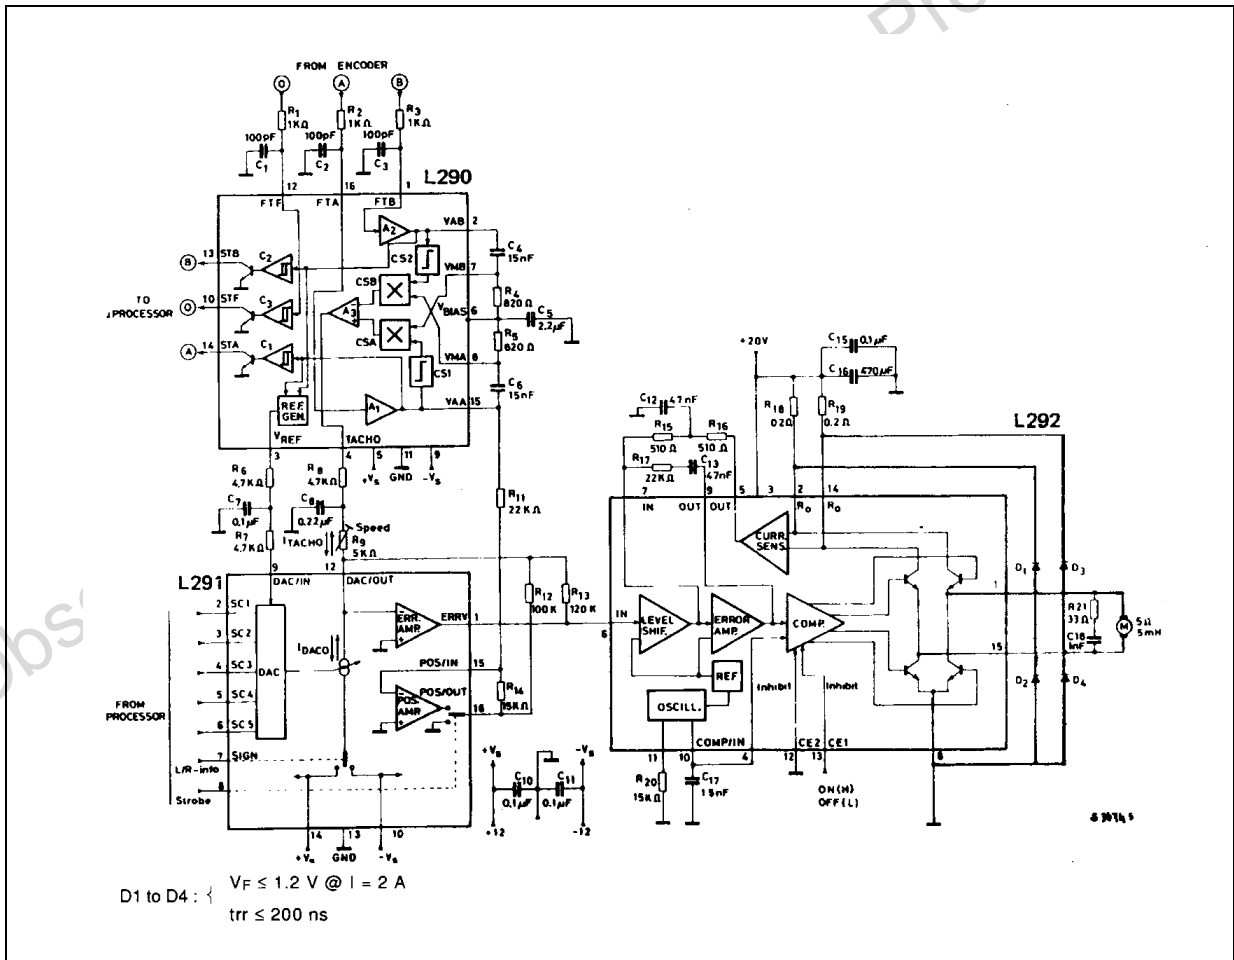 Pro
Obs
FROM ENCODER
O A B
R1 1KΩ
R2 1KΩ
R3 1KΩ
100pF C1
100pF C2
100pF C3
L290
12 16 1
FTF FTA FTB
A2
VAB 2
C4 15nF
CS2
VMB 7
13 STB
B
C2
CSB
R4 820Ω
TO
10 STF
O
C3
A3
VBIAS 6
C5 2.2µF
R5 820Ω
CSA
VMA 8
14 STA
A
C1
CS1
C6 15nF
REF. GEN.
A1
VAA 15
VREF
TACHO
3 4 5 11 9
+Vs GND -Vs
R6 4.7KΩ
R8 4.7KΩ
R11 22KΩ
C7 0.1µF
C8 0.22µF
Speed
ITACHO
R9 5KΩ
R7 4.7KΩ
L291
9 12
DAC/IN DAC/OUT
R12 100K
R13 120K
2 SC1
3 SC2
4 SC3
5 SC4
6 SC5
7 SIGN
8
FROM PROCESSOR
L/R-info
Strobe
DAC
IDACO
ERR. AMP.
ERRV 1
POS/IN 15
POS/OUT
POS. AMP.
16
R14 15KΩ
14 13 10
+Vs GND -Vs
+Vs -Vs
C10 0.1µF
C11 0.1µF
+12 -12
+20V
C15 0.1µF
C16 470µF
C12 47nF
R15 510Ω
R16 510Ω
R17 22KΩ
C13 47nF
R18 0.2Ω
R19 0.2Ω
L292
7 9 5 3 2 14
IN OUT OUT
Ro Ro
CURR. SENS.
IN
6
LEVEL SHIF.
ERROR AMP.
COMP.
REF
OSCILL.
Inhibit Inhibit
COMP/IN
CE2 CE1
11 10 4 12 13 8
1
15
R20 15KΩ
C17 1.5nF
ON(H)
OFF(L)
D1 D3
D2 D4
R21 33Ω
C18 1nF
M
5Ω
5mH
D1 to D4 : {
VF ≤ 1.2 V @ I = 2 A
trr ≤ 200 ns